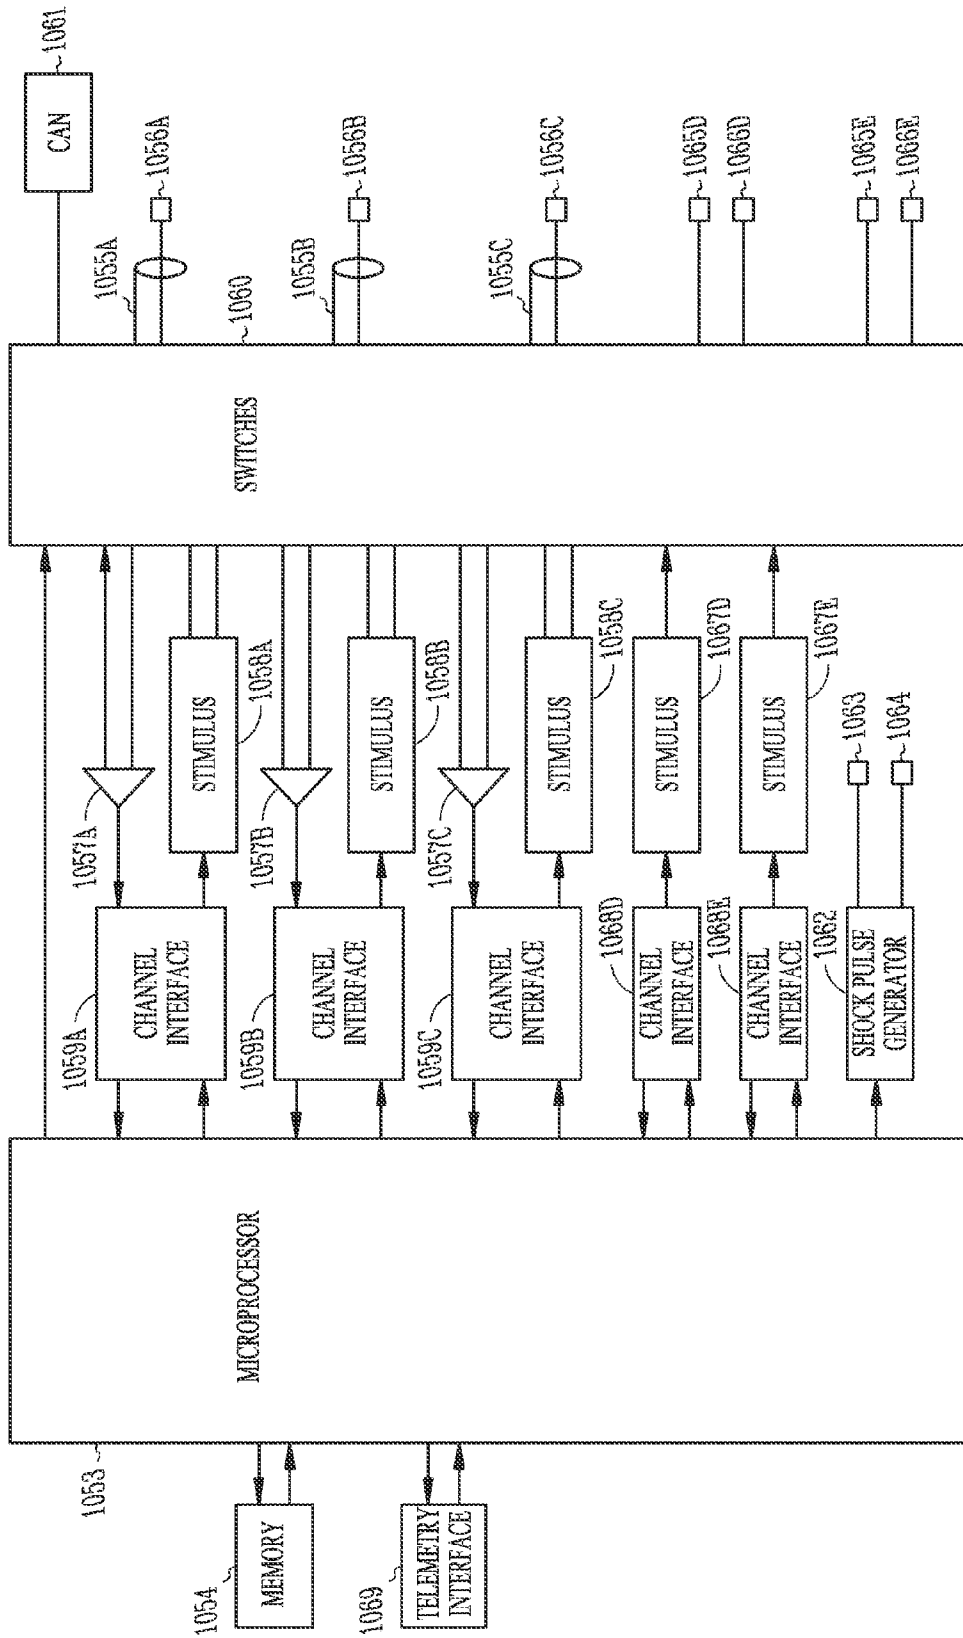 1053
1054
MEMORY
1069
TELEMETRY
INTERFACE
MICROPROCESSOR
1059A
CHANNEL
INTERFACE
1057A
STIMULUS
1058A
1059B
CHANNEL
INTERFACE
1057B
STIMULUS
1058B
1059C
CHANNEL
INTERFACE
1057C
STIMULUS
1058C
1068D
CHANNEL
INTERFACE
STIMULUS
1067D
1068E
CHANNEL
INTERFACE
STIMULUS
1067E
1062
SHOCK PULSE
GENERATOR
1063
1064
SWITCHES
1060
CAN
1061
1055A
1056A
1055B
1056B
1055C
1056C
1065D
1066D
1065E
1066E